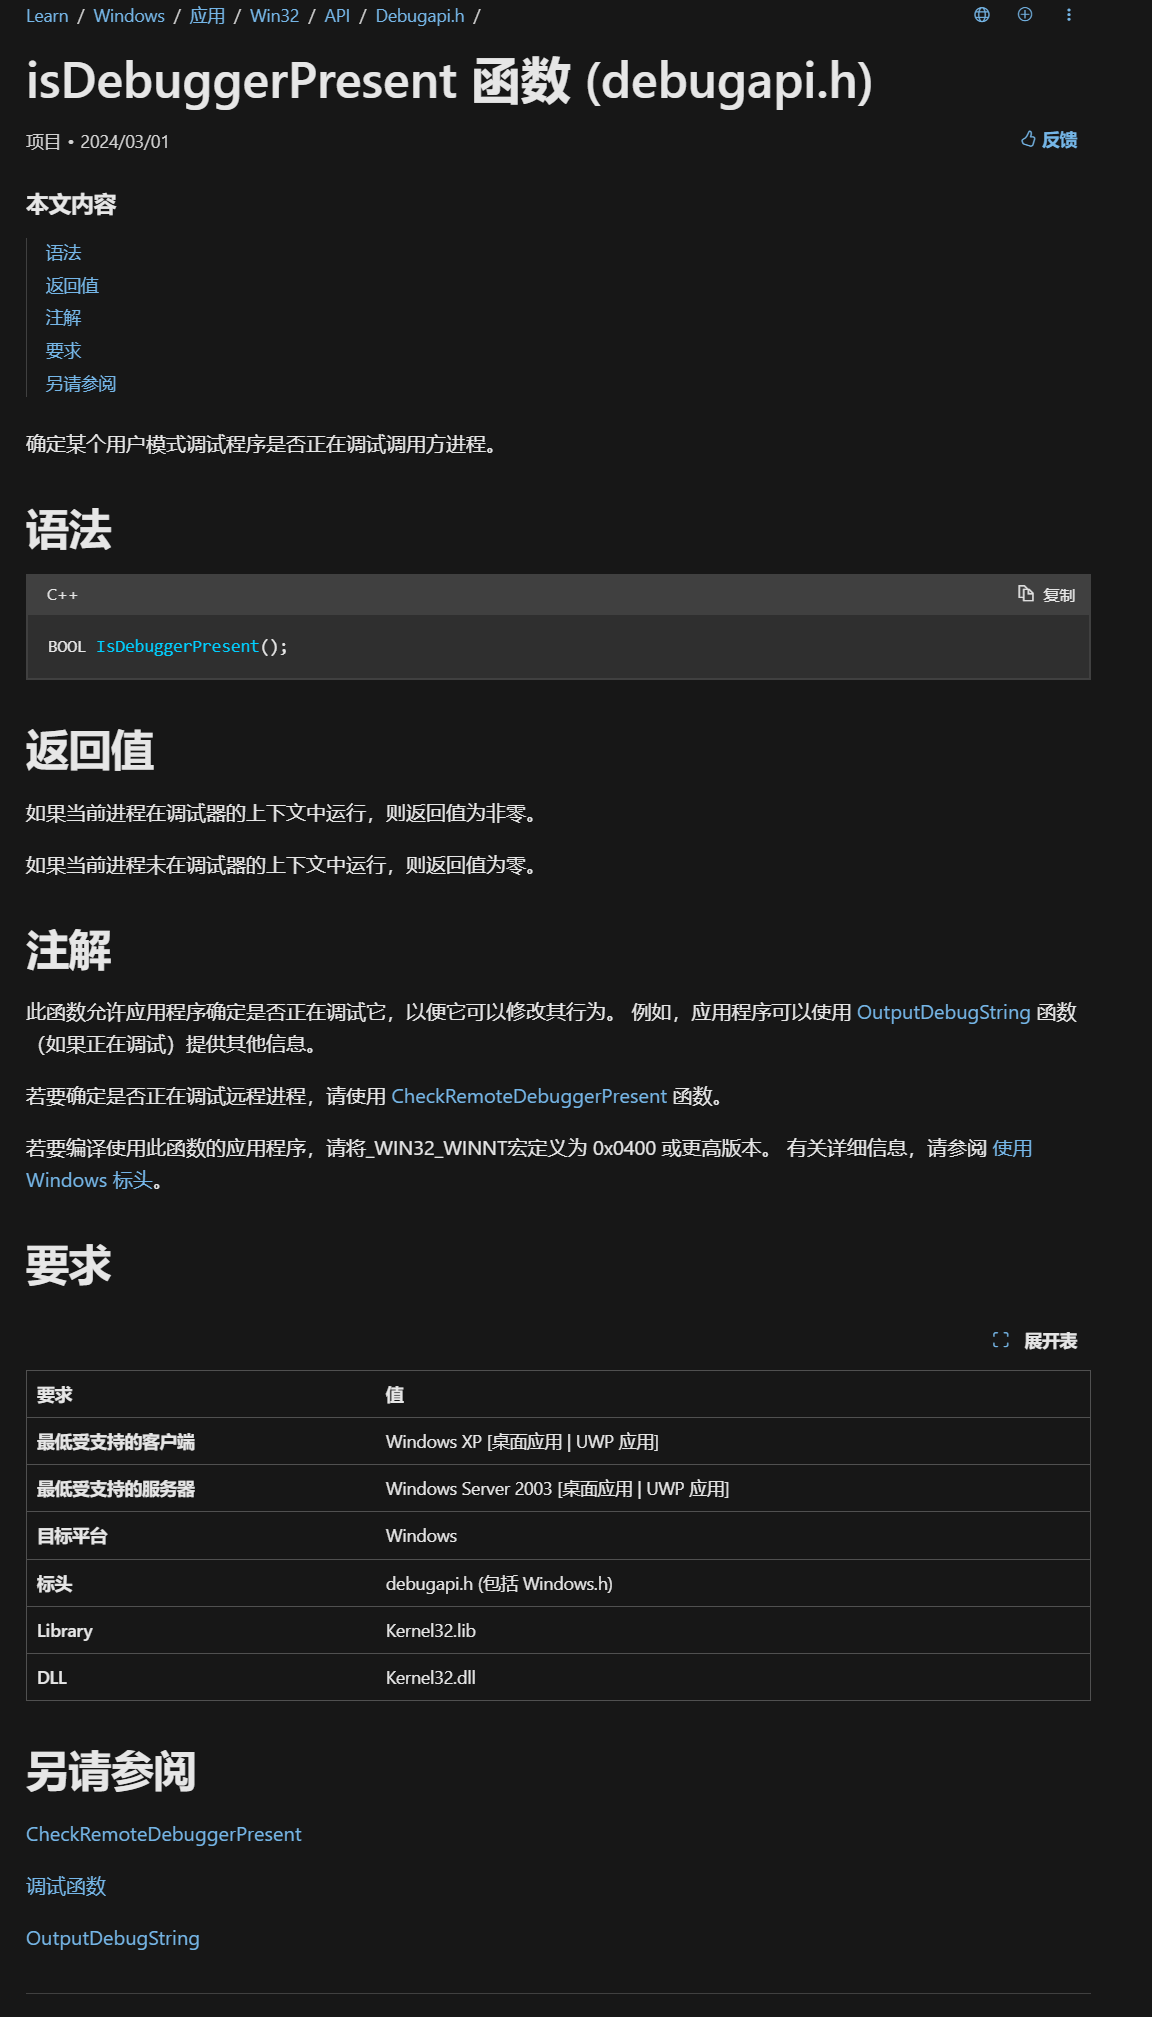 Learn / Windows / 应用 / Win32 / API / Debugapi.h /
isDebuggerPresent 函数 (debugapi.h)
项目 • 2024/03/01
反馈
本文内容
语法
返回值
注解
要求
另请参阅
确定某个用户模式调试程序是否正在调试调用方进程。
语法
C++
复制
BOOL IsDebuggerPresent();
返回值
如果当前进程在调试器的上下文中运行，则返回值为非零。
如果当前进程未在调试器的上下文中运行，则返回值为零。
注解
此函数允许应用程序确定是否正在调试它，以便它可以修改其行为。 例如，应用程序可以使用 OutputDebugString 函数
（如果正在调试）提供其他信息。
若要确定是否正在调试远程进程，请使用 CheckRemoteDebuggerPresent 函数。
若要编译使用此函数的应用程序，请将_WIN32_WINNT宏定义为 0x0400 或更高版本。 有关详细信息，请参阅 使用
Windows 标头。
要求
展开表
要求 值
最低受支持的客户端 Windows XP [桌面应用 | UWP 应用]
最低受支持的服务器 Windows Server 2003 [桌面应用 | UWP 应用]
目标平台 Windows
标头 debugapi.h (包括 Windows.h)
Library Kernel32.lib
DLL Kernel32.dll
另请参阅
CheckRemoteDebuggerPresent
调试函数
OutputDebugString